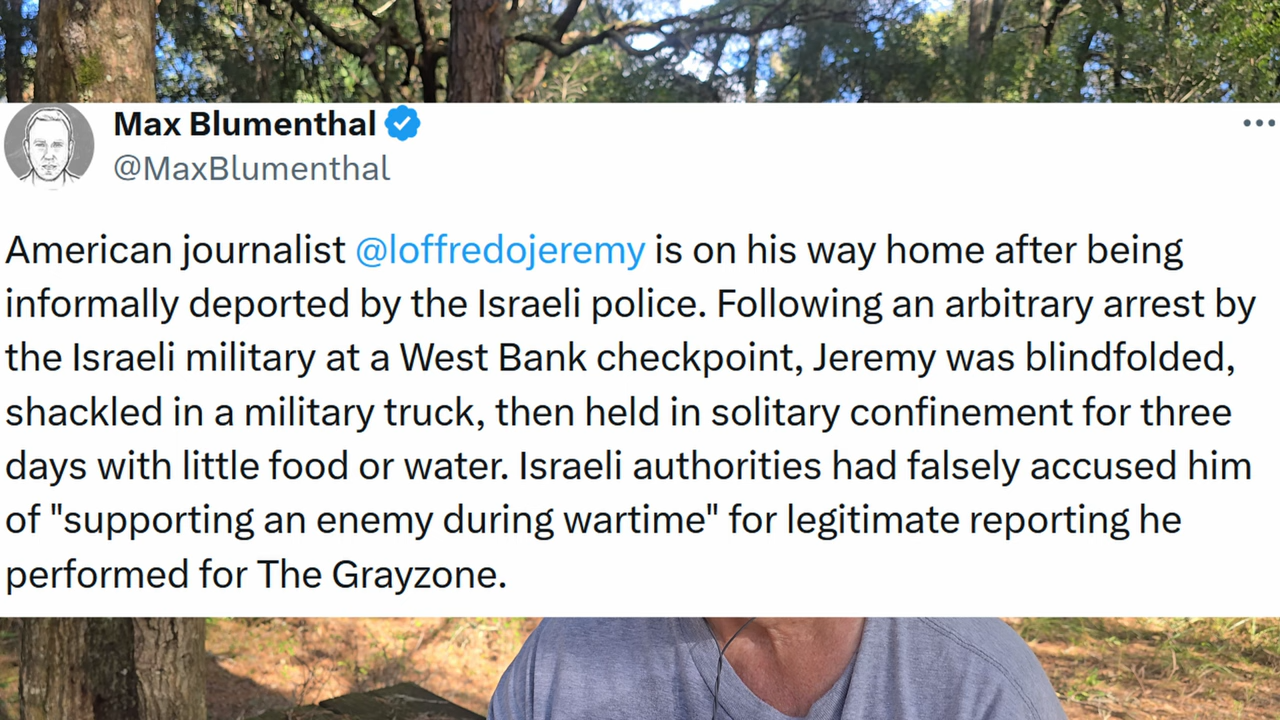 Max Blumenthal
@MaxBlumenthal
American journalist @loffredojeremy is on his way home after being
informally deported by the Israeli police. Following an arbitrary arrest by
the Israeli military at a West Bank checkpoint, Jeremy was blindfolded,
shackled in a military truck, then held in solitary confinement for three
days with little food or water. Israeli authorities had falsely accused him
of "supporting an enemy during wartime" for legitimate reporting he
performed for The Grayzone.